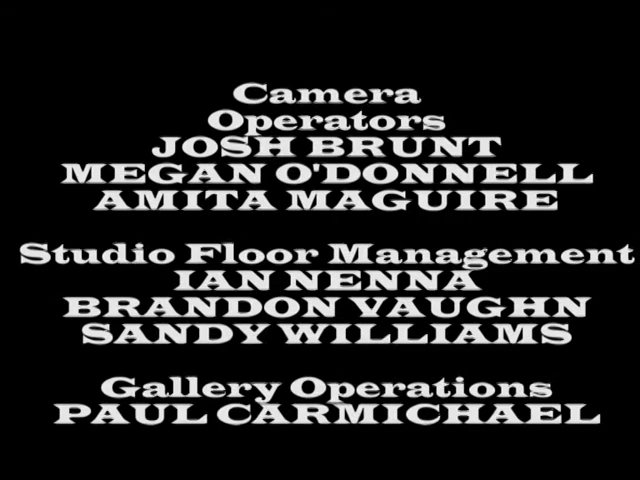 Camera
Operators
JOSH BRUNT
MEGAN O'DONNELL
AMITA MAGUIRE
Studio Floor Management
IAN NENNA
BRANDON VAUGHN
SANDY WILLIAMS
Gallery Operations
PAUL CARMICHAEL